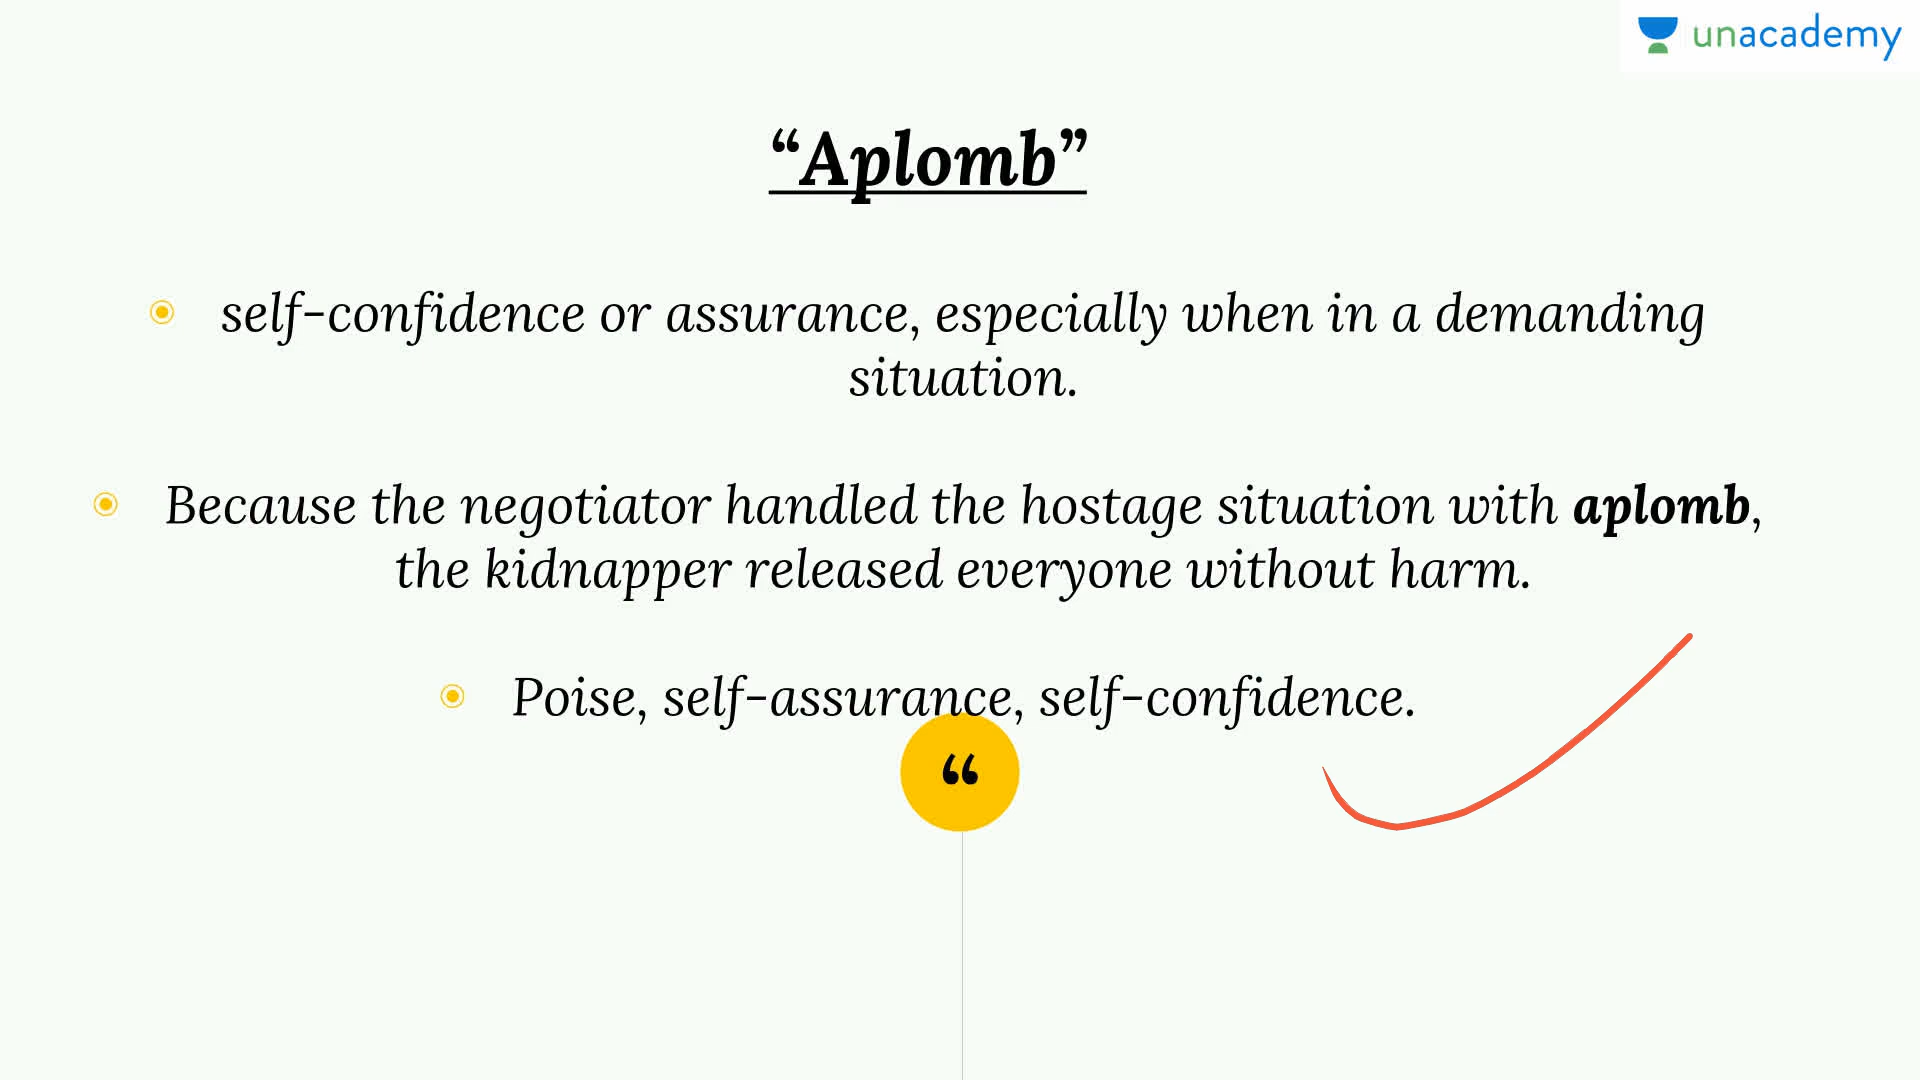 unacademy
“Aplomb”
self-confidence or assurance, especially when in a demanding
situation.
Because the negotiator handled the hostage situation with aplomb,
the kidnapper released everyone without harm.
Poise, self-assurance, self-confidence.
“